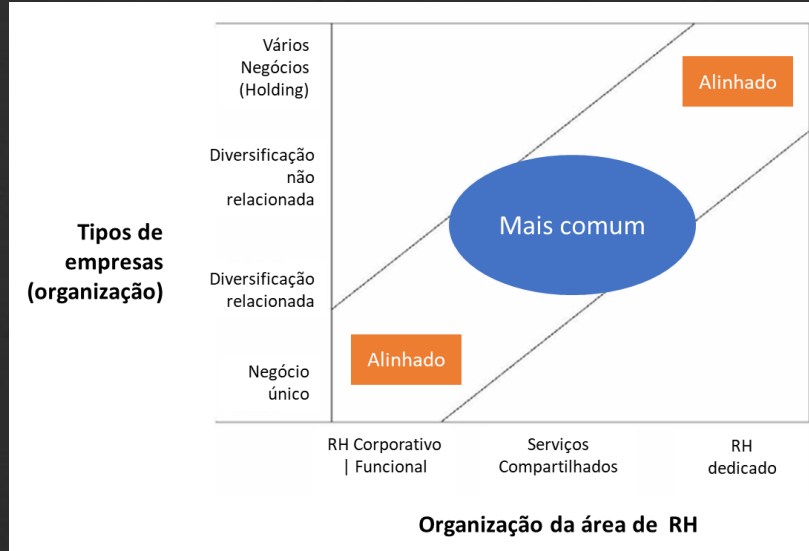 Vários
Negócios
(Holding)
Alinhado
Diversificação
não
relacionada
Mais comum
Tipos de
empresas
(organização)
Diversificação
relacionada
Alinhado
Negócio
único
RH Corporativo
| Funcional
Serviços
Compartilhados
RH
dedicado
Organização da área de RH